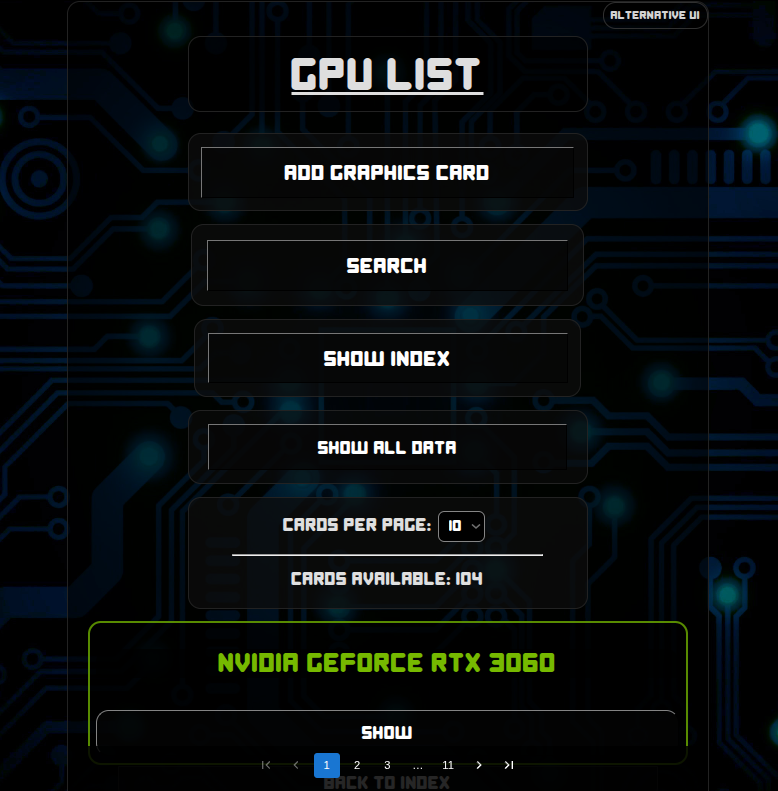 ALTERNATIVE UI
GPU LIST
ADD GRAPHICS CARD
SEARCH
SHOW INDEX
SHOW ALL DATA
CARDS PER PAGE: 10
CARDS AVAILABLE: 104
NVIDIA GEFORCE RTX 3060
SHOW
1 2 3 … 11
BACK TO INDEX